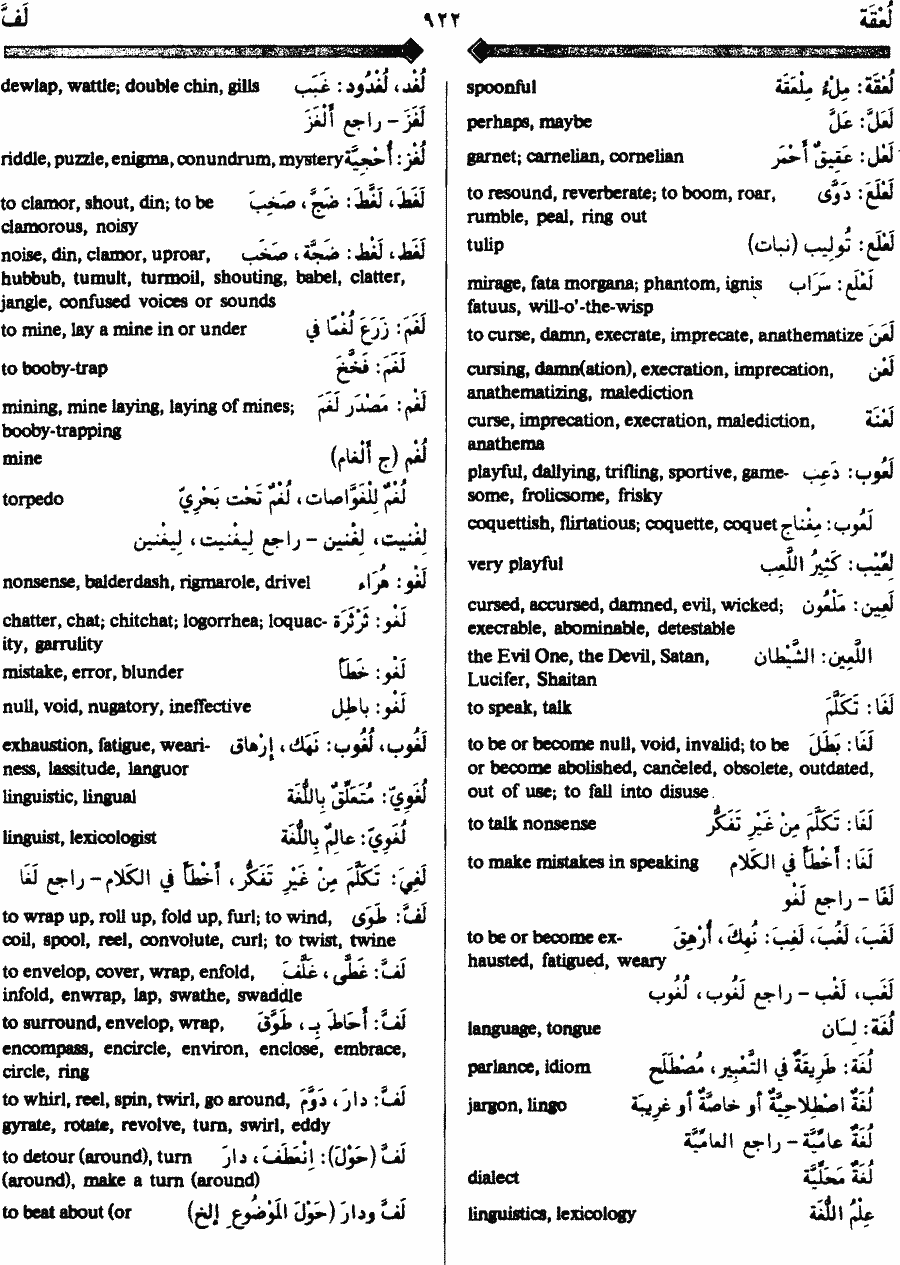 لَفَّ ٩٢٢ لُعْقَة
لُعْقَة: مِلْءُ مِلْعَقَة spoonful
لَعَلَّ: عَلَّ perhaps, maybe
لَعْل: عَقِيقٌ أَحْمَر garnet; carnelian, cornelian
لَعْلَعَ: دَوَّى to resound, reverberate; to boom, roar,
rumble, peal, ring out
لَعْلَع: تُولِيب (نبات) tulip
لَعْلَع: سَرَاب mirage, fata morgana; phantom, ignis
fatuus, will-o'-the-wisp
لَعَنَ to curse, damn, execrate, imprecate, anathematize
لَعْن cursing, damn(ation), execration, imprecation,
anathematizing, malediction
لَعْنَة curse, imprecation, execration, malediction,
anathema
لَعُوب: دَعِب playful, dallying, trifling, sportive, game-
some, frolicsome, frisky
لَعُوب: مِغْنَاج coquettish, flirtatious; coquette, coquet
لِعِّيْب: كَثِيرُ اللَّعِب very playful
لَعِين: مَلْعُون cursed, accursed, damned, evil, wicked;
execrable, abominable, detestable
اللَّعِين: الشَّيْطان the Evil One, the Devil, Satan,
Lucifer, Shaitan
لَغَا: تَكَلَّمَ to speak, talk
لَغَا: بَطَلَ to be or become null, void, invalid; to be
or become abolished, canceled, obsolete, outdated,
out of use; to fall into disuse
لَغَا: تَكَلَّمَ مِنْ غَيْرِ تَفَكُّر to talk nonsense
لَغَا: أَخْطَأَ في الكَلام to make mistakes in speaking
لَغَا - راجع لَغْو
لَغَبَ، لَغُبَ، لَغِبَ: نُهِكَ، أُرْهِقَ to be or become ex-
hausted, fatigued, weary
لَغَب، لَغْب - راجع لَغُوب، لُغُوب
لُغَة: لِسَان language, tongue
لُغَة: طَرِيقَةٌ في التَّعْبِير، مُصْطَلَح parlance, idiom
لُغَةٌ اصْطِلاحِيَّة أو خاصَّة أو غريبة jargon, lingo
لُغَةٌ عامِّيَّة - راجع العامِّيَّة
لُغَةٌ مَحَلِّيَّة dialect
عِلْمُ اللُّغَة linguistics, lexicology
لُغْد، لُغْدُود: غَبَب dewlap, wattle; double chin, gills
لَغَزَ - راجع أَلْغَزَ
لُغْز: أُحْجِيَّة riddle, puzzle, enigma, conundrum, mystery
لَغَطَ، لَغَّطَ: ضَجَّ، صَخِبَ to clamor, shout, din; to be
clamorous, noisy
لَغَط، لَغْط: ضَجَّة، صَخَب noise, din, clamor, uproar,
hubbub, tumult, turmoil, shouting, babel, clatter,
jangle, confused voices or sounds
لَغَمَ: زَرَعَ لُغْمًا في to mine, lay a mine in or under
لَغَمَ: فَخَّخَ to booby-trap
لَغْم: مَصْدَر لَغَمَ mining, mine laying, laying of mines;
booby-trapping
لُغْم (ج أَلْغام) mine
لُغْمٌ لِلْغَوَّاصات، لُغْمٌ تَحْت بَحْرِيّ torpedo
لِغْنِيت، لِغْنِين - راجع لِيغْنِيت، لِيغْنِين
لَغْو: هُرَاء nonsense, balderdash, rigmarole, drivel
لَغْو: ثَرْثَرَة chatter, chat; chitchat; logorrhea; loquac-
ity, garrulity
لَغْو: خَطَأ mistake, error, blunder
لَغْو: باطِل null, void, nugatory, ineffective
لَغُوب، لُغُوب: نَهَك، إرْهاق exhaustion, fatigue, weari-
ness, lassitude, languor
لُغَوِيّ: مُتَعَلِّقٌ بِاللُّغَة linguistic, lingual
لُغَوِيّ: عالِمٌ بِاللُّغَة linguist, lexicologist
لَغِيَ: تَكَلَّمَ مِنْ غَيْرِ تَفَكُّر، أَخْطَأَ في الكَلام - راجع لَغَا
لَفَّ: طَوَى to wrap up, roll up, fold up, furl; to wind,
coil, spool, reel, convolute, curl; to twist, twine
لَفَّ: غَطَّى، غَلَّفَ to envelop, cover, wrap, enfold,
infold, enwrap, lap, swathe, swaddle
لَفَّ: أَحَاطَ بِـ، طَوَّقَ to surround, envelop, wrap,
encompass, encircle, environ, enclose, embrace,
circle, ring
لَفَّ: دارَ، دَوَّمَ to whirl, reel, spin, twirl, go around,
gyrate, rotate, revolve, turn, swirl, eddy
لَفَّ (حَوْلَ): اِنْعَطَفَ، دارَ to detour (around), turn
(around), make a turn (around)
لَفَّ ودارَ (حَوْلَ المَوْضُوعِ إلخ) to beat about (or